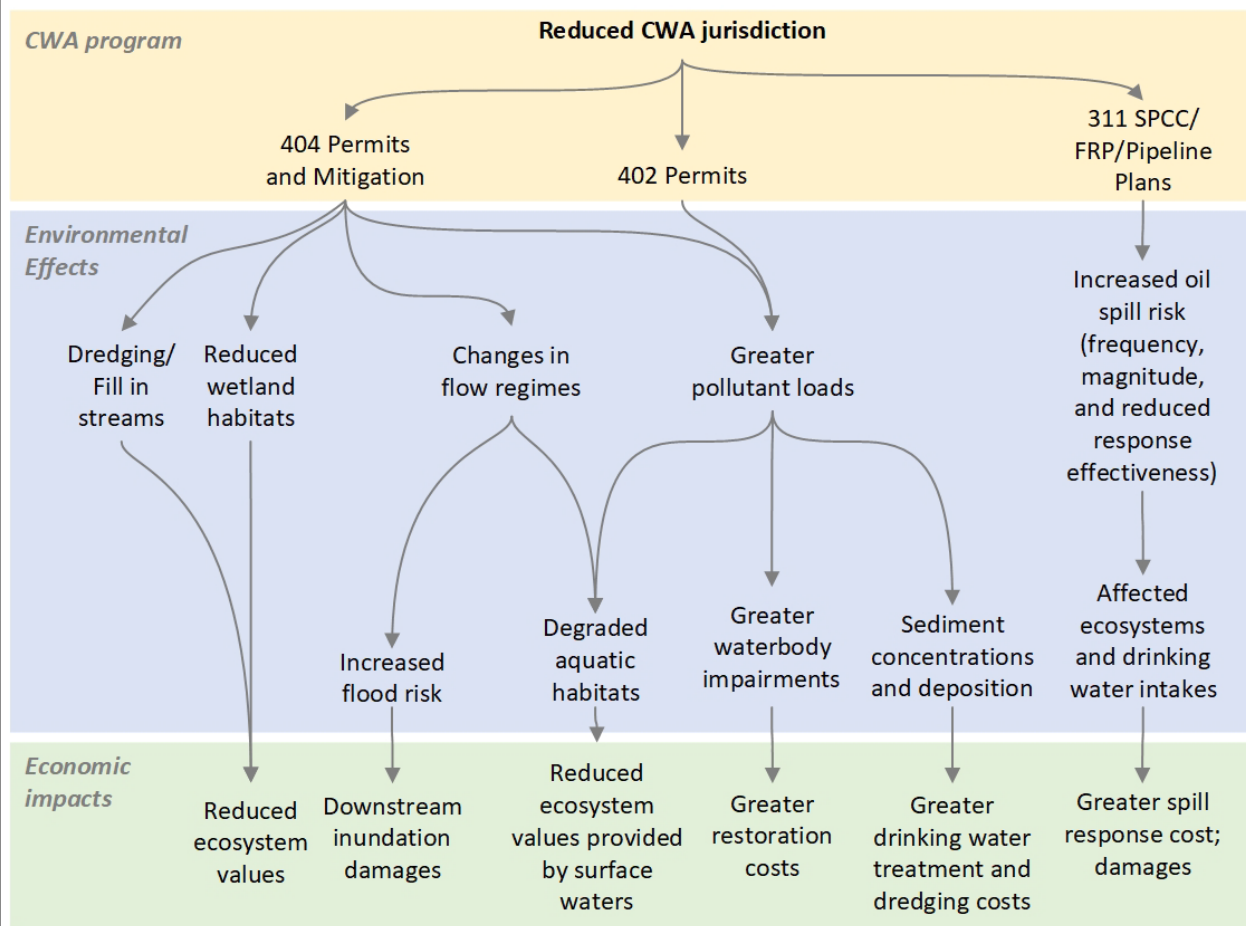 CWA program
Reduced CWA jurisdiction
404 Permits
and Mitigation
402 Permits
311 SPCC/
FRP/Pipeline
Plans
Environmental
Effects
Dredging/
Fill in
streams
Reduced
wetland
habitats
Changes in
flow regimes
Greater
pollutant loads
Increased oil
spill risk
(frequency,
magnitude,
and reduced
response
effectiveness)
Increased
flood risk
Degraded
aquatic
habitats
Greater
waterbody
impairments
Sediment
concentrations
and deposition
Affected
ecosystems
and drinking
water intakes
Economic
impacts
Reduced
ecosystem
values
Downstream
inundation
damages
Reduced
ecosystem
values provided
by surface
waters
Greater
restoration
costs
Greater
drinking water
treatment and
dredging costs
Greater spill
response cost;
damages